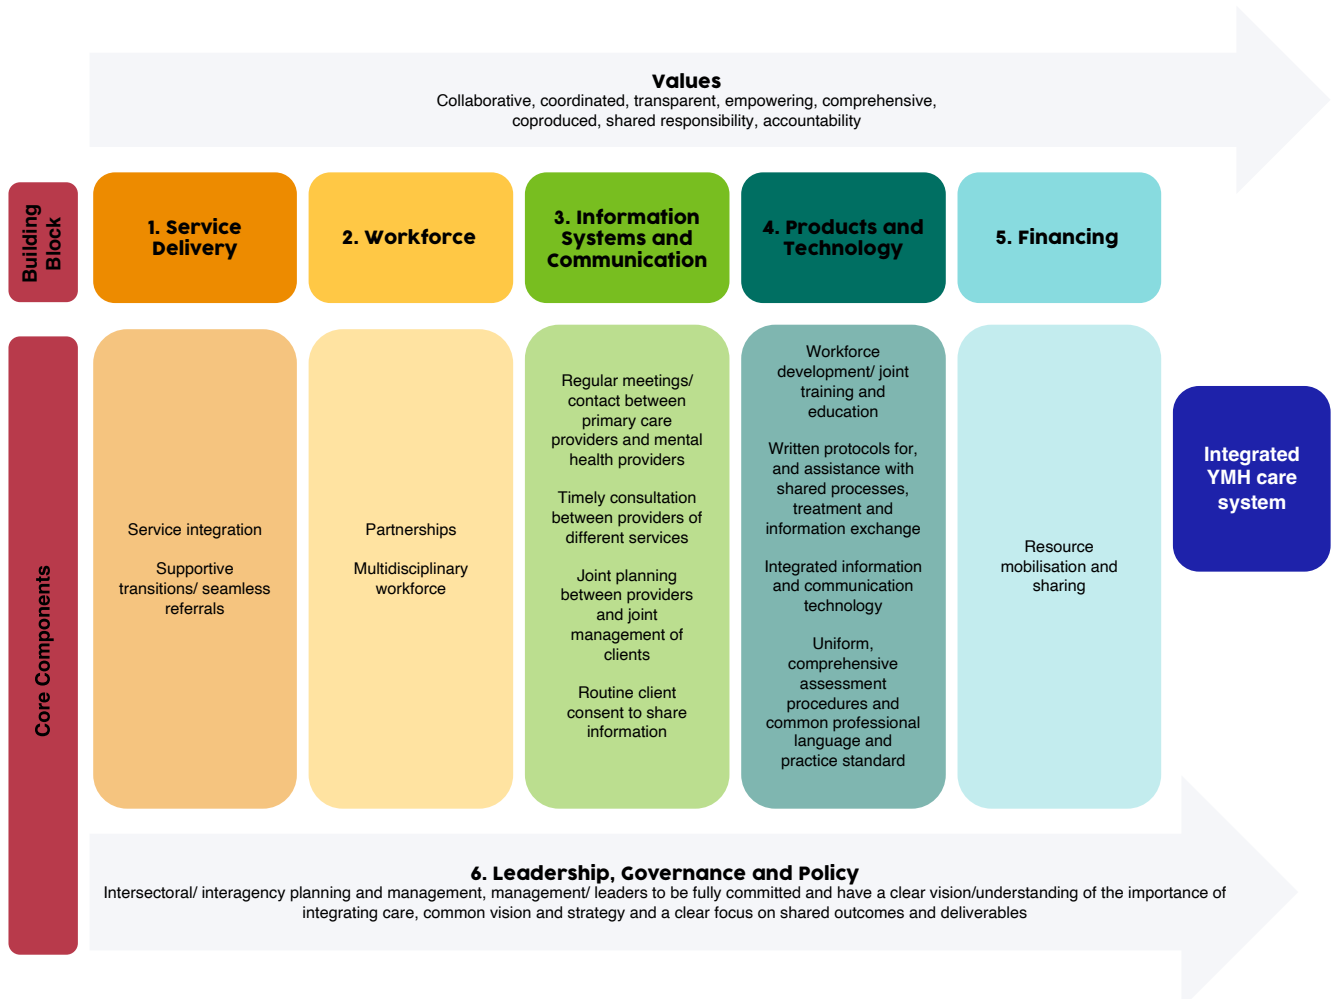 Values
Collaborative, coordinated, transparent, empowering, comprehensive,
coproduced, shared responsibility, accountability
Building
Block
1. Service
Delivery
2. Workforce
3. Information
Systems and
Communication
4. Products and
Technology
5. Financing
Core Components
Service integration
Supportive
transitions/ seamless
referrals
Partnerships
Multidisciplinary
workforce
Regular meetings/
contact between
primary care
providers and mental
health providers
Timely consultation
between providers of
different services
Joint planning
between providers
and joint
management of
clients
Routine client
consent to share
information
Workforce
development/ joint
training and
education
Written protocols for,
and assistance with
shared processes,
treatment and
information exchange
Integrated information
and communication
technology
Uniform,
comprehensive
assessment
procedures and
common professional
language and
practice standard
Resource
mobilisation and
sharing
Integrated
YMH care
system
6. Leadership, Governance and Policy
Intersectoral/ interagency planning and management, management/ leaders to be fully committed and have a clear vision/understanding of the importance of
integrating care, common vision and strategy and a clear focus on shared outcomes and deliverables